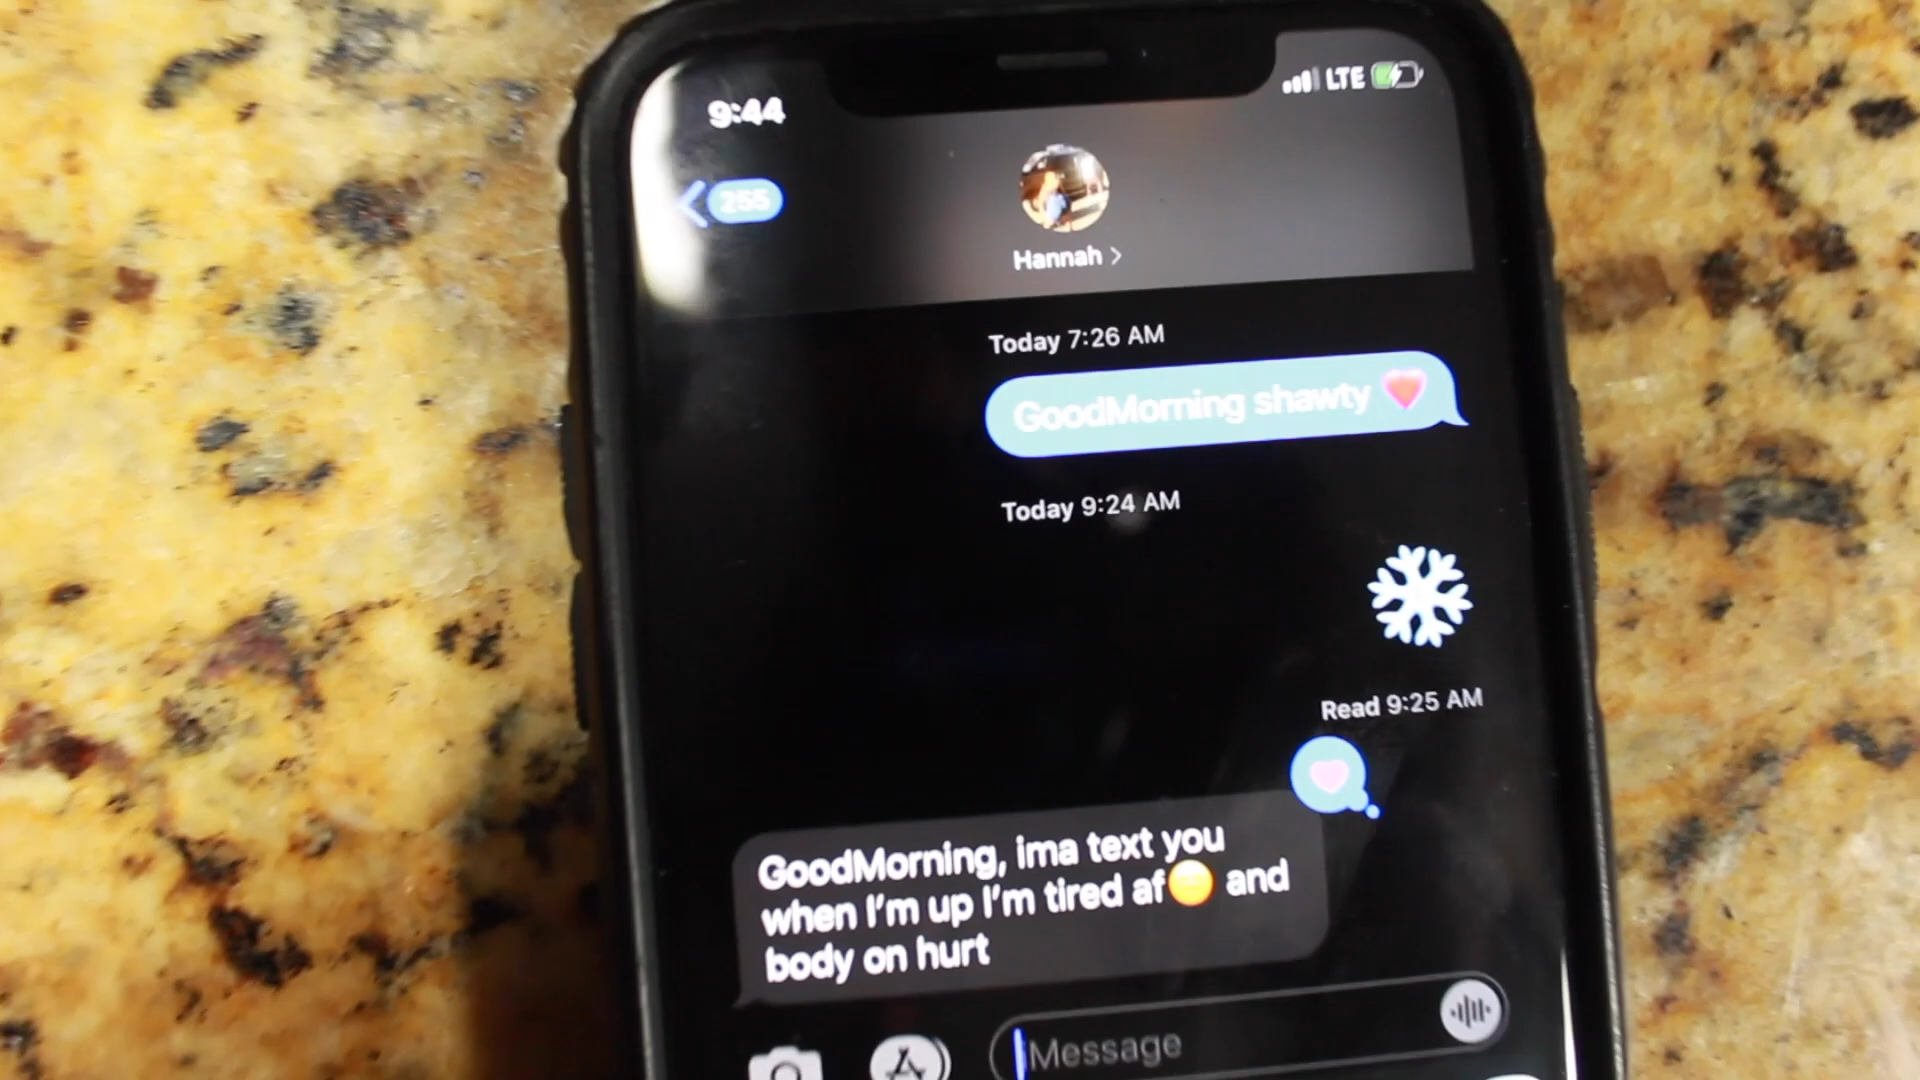 9:44
LTE
255
Hannah >
Today 7:26 AM
GoodMorning shawty ❤️
Today 9:24 AM
Read 9:25 AM
GoodMorning, ima text you
when I'm up I'm tired af and
body on hurt
Message